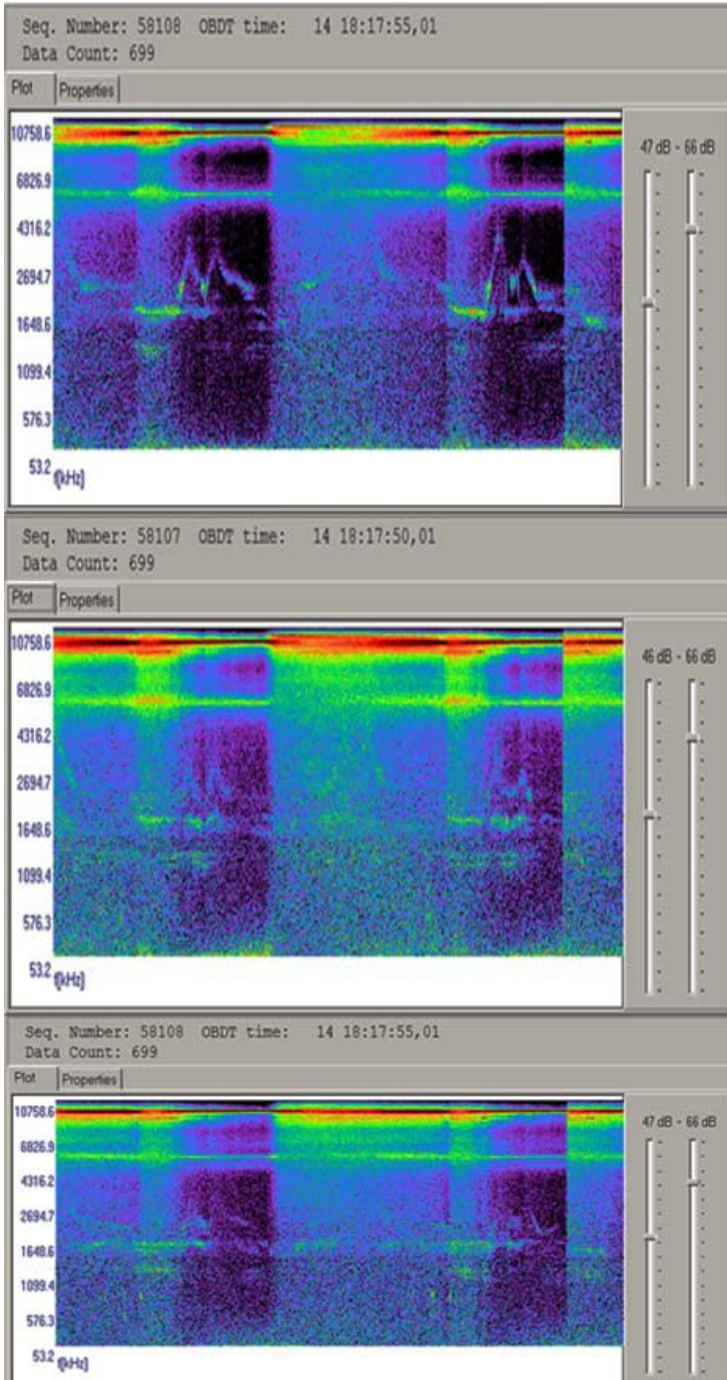 Seq. Number: 58108 OBDT time: 14 18:17:55,01
Data Count: 699
Plot Properties
47 dB - 66 dB
10758.6
6826.9
4316.2
2694.7
1648.6
1099.4
576.3
53.2
f[kHz]
Seq. Number: 58107 OBDT time: 14 18:17:50,01
Data Count: 699
Plot Properties
46 dB - 66 dB
10758.6
6826.9
4316.2
2694.7
1648.6
1099.4
576.3
53.2
f[kHz]
Seq. Number: 58108 OBDT time: 14 18:17:55,01
Data Count: 699
Plot Properties
47 dB - 66 dB
10758.6
6826.9
4316.2
2694.7
1648.6
1099.4
576.3
53.2
f[kHz]